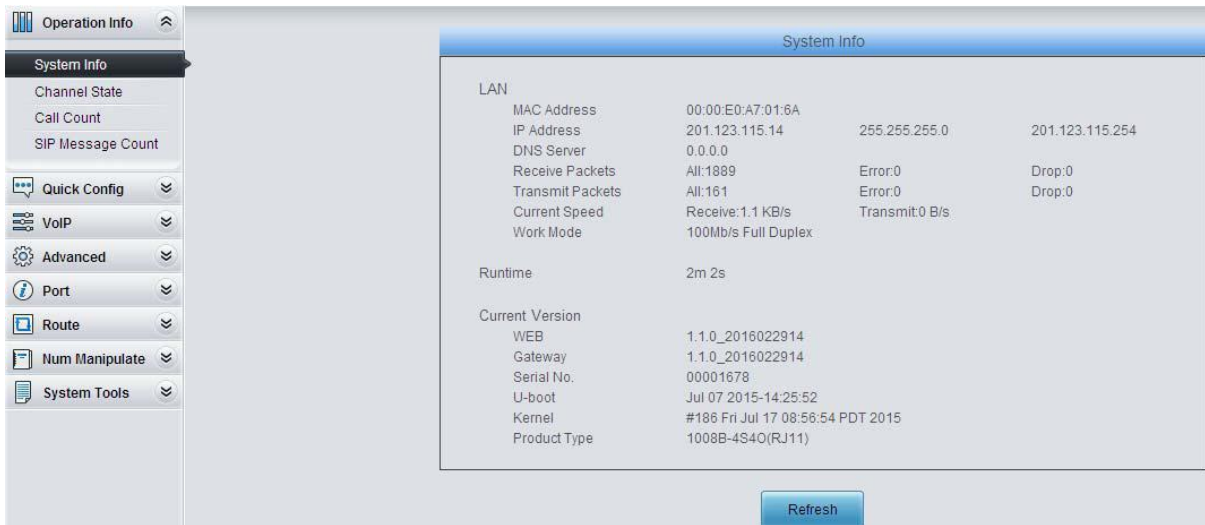 Operation Info
System Info
Channel State
Call Count
SIP Message Count
Quick Config
VoIP
Advanced
Port
Route
Num Manipulate
System Tools
System Info
LAN
MAC Address 00:00:E0:A7:01:6A
IP Address 201.123.115.14 255.255.255.0 201.123.115.254
DNS Server 0.0.0.0
Receive Packets All:1889 Error:0 Drop:0
Transmit Packets All:161 Error:0 Drop:0
Current Speed Receive:1.1 KB/s Transmit:0 B/s
Work Mode 100Mb/s Full Duplex
Runtime 2m 2s
Current Version
WEB 1.1.0_2016022914
Gateway 1.1.0_2016022914
Serial No. 00001678
U-boot Jul 07 2015-14:25:52
Kernel #186 Fri Jul 17 08:56:54 PDT 2015
Product Type 1008B-4S4O(RJ11)
Refresh